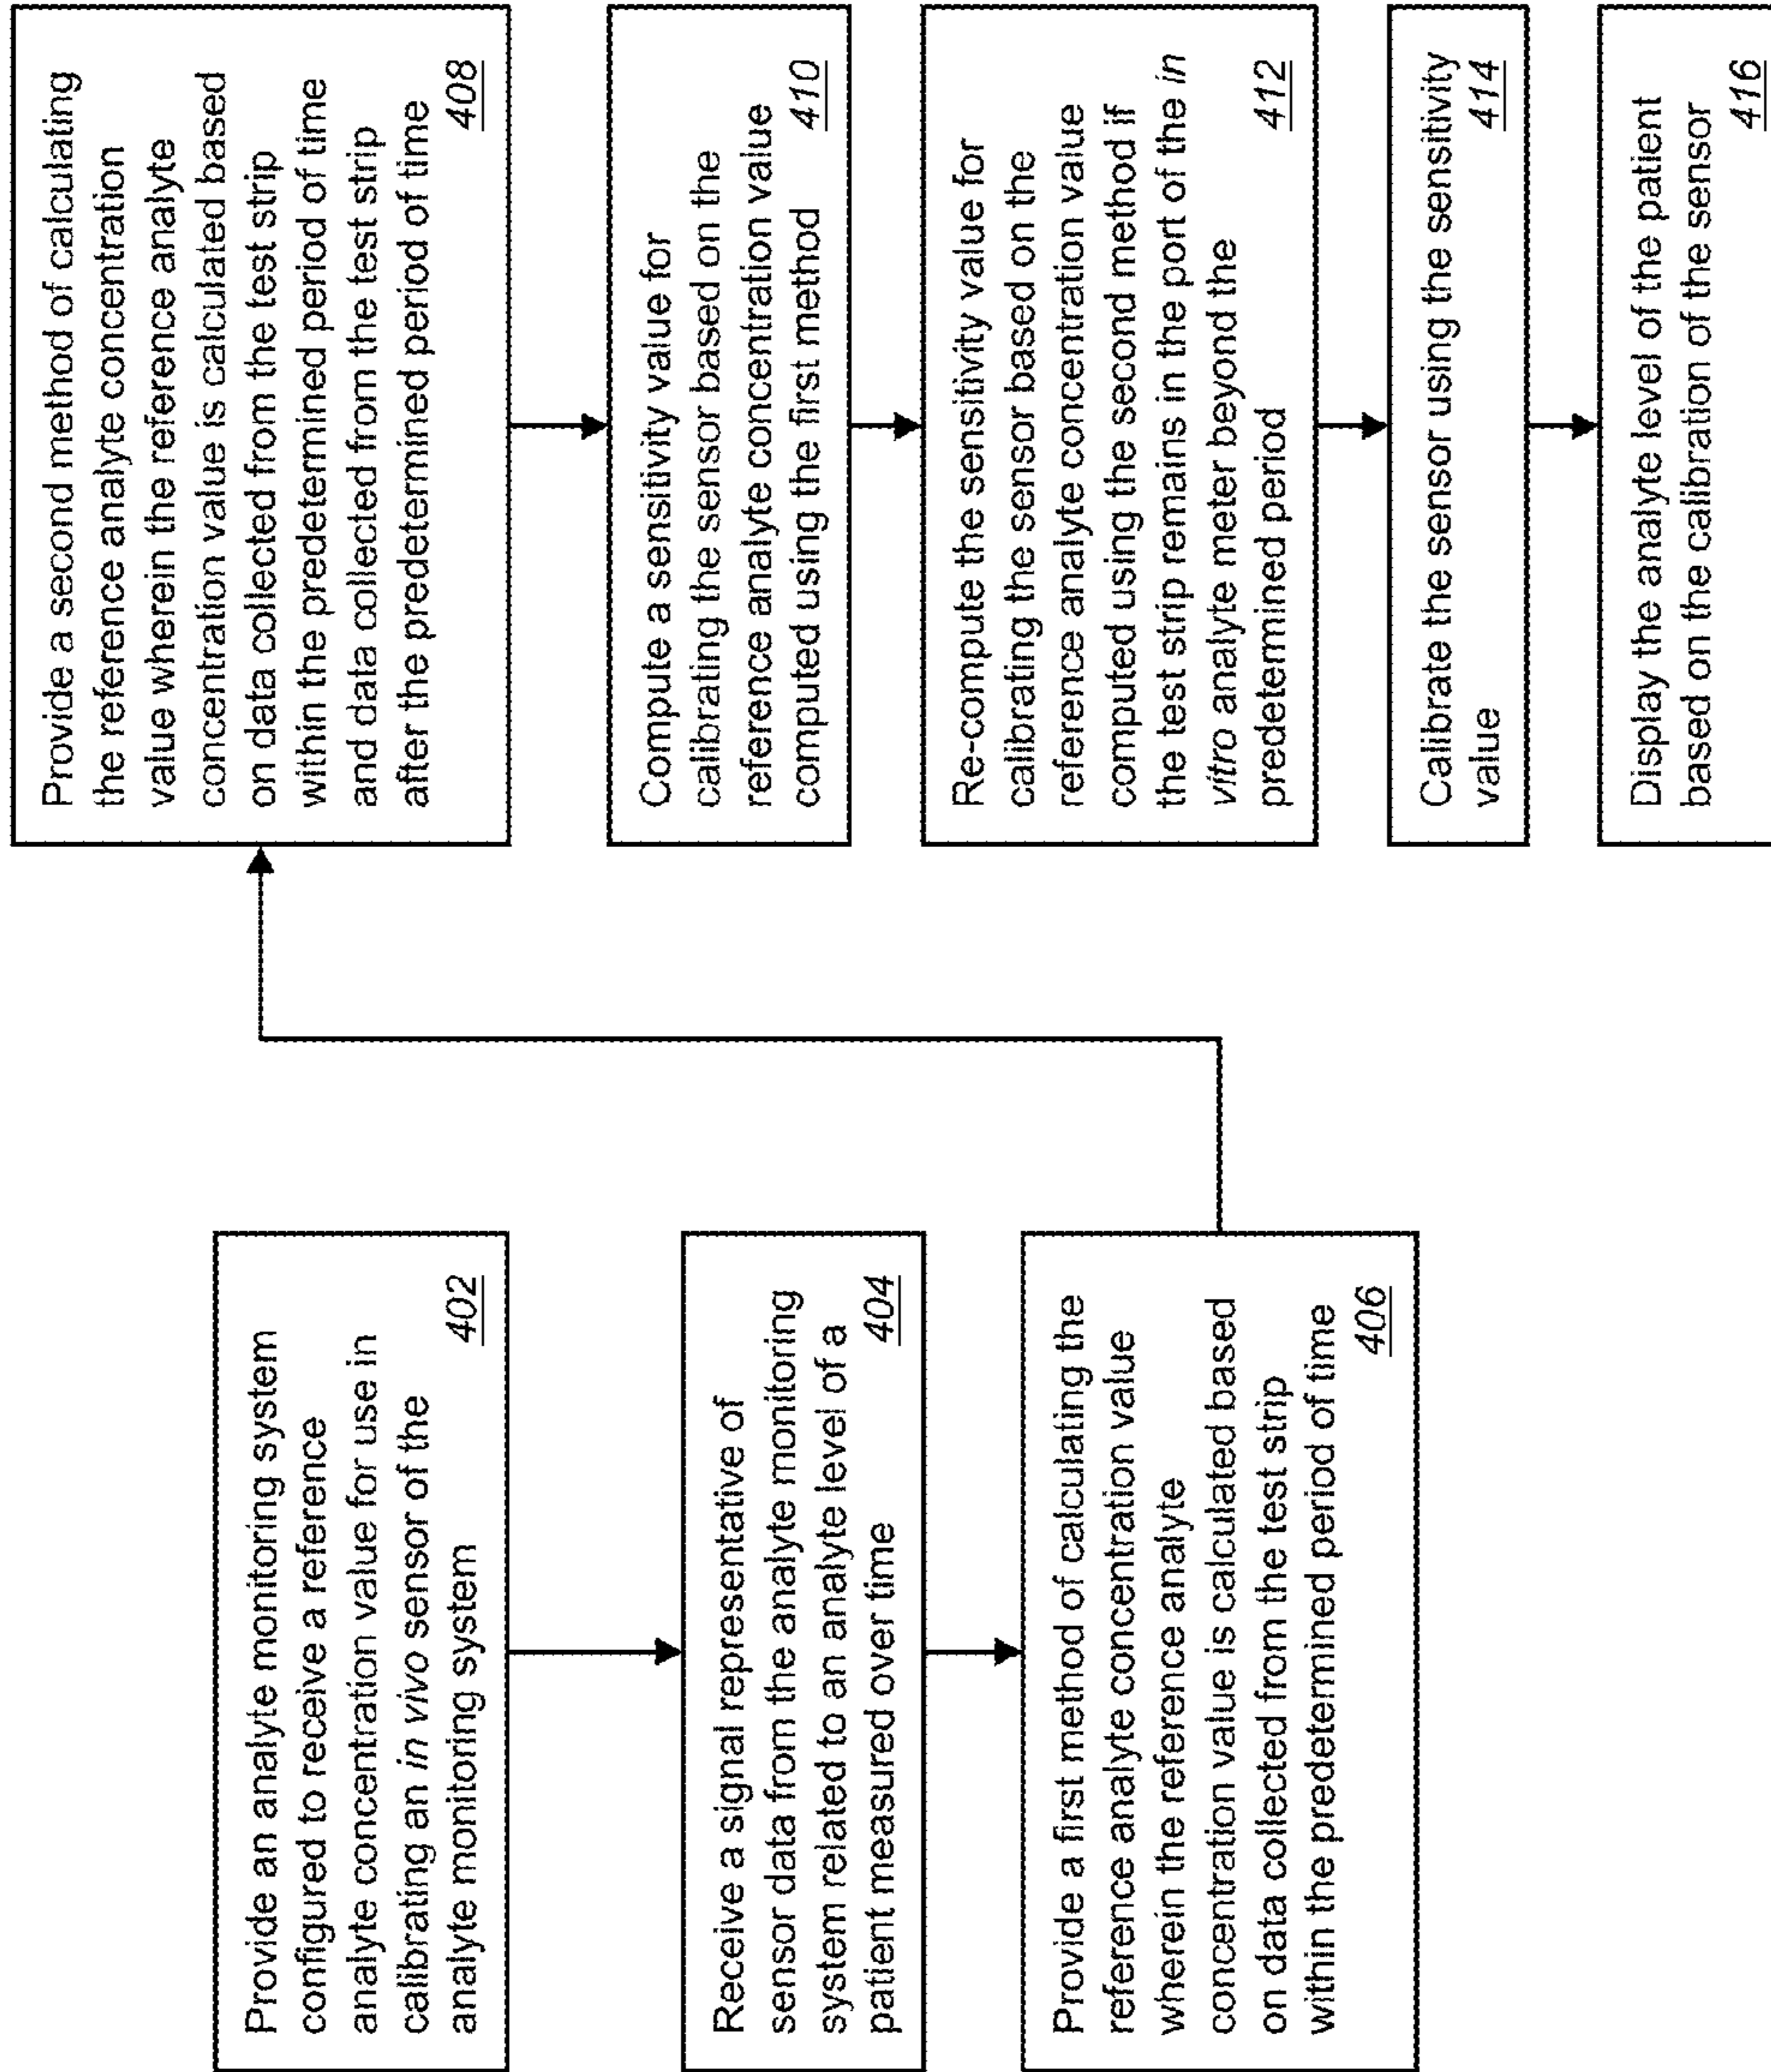 Provide an analyte monitoring system
configured to receive a reference
analyte concentration value for use in
calibrating an in vivo sensor of the
analyte monitoring system
402
Receive a signal representative of
sensor data from the analyte monitoring
system related to an analyte level of a
patient measured over time
404
Provide a first method of calculating the
reference analyte concentration value
wherein the reference analyte
concentration value is calculated based
on data collected from the test strip
within the predetermined period of time
406
Provide a second method of calculating
the reference analyte concentration
value wherein the reference analyte
concentration value is calculated based
on data collected from the test strip
within the predetermined period of time
and data collected from the test strip
after the predetermined period of time
408
Compute a sensitivity value for
calibrating the sensor based on the
reference analyte concentration value
computed using the first method
410
Re-compute the sensitivity value for
calibrating the sensor based on the
reference analyte concentration value
computed using the second method if
the test strip remains in the port of the in
vitro analyte meter beyond the
predetermined period
412
Calibrate the sensor using the sensitivity
value
414
Display the analyte level of the patient
based on the calibration of the sensor
416